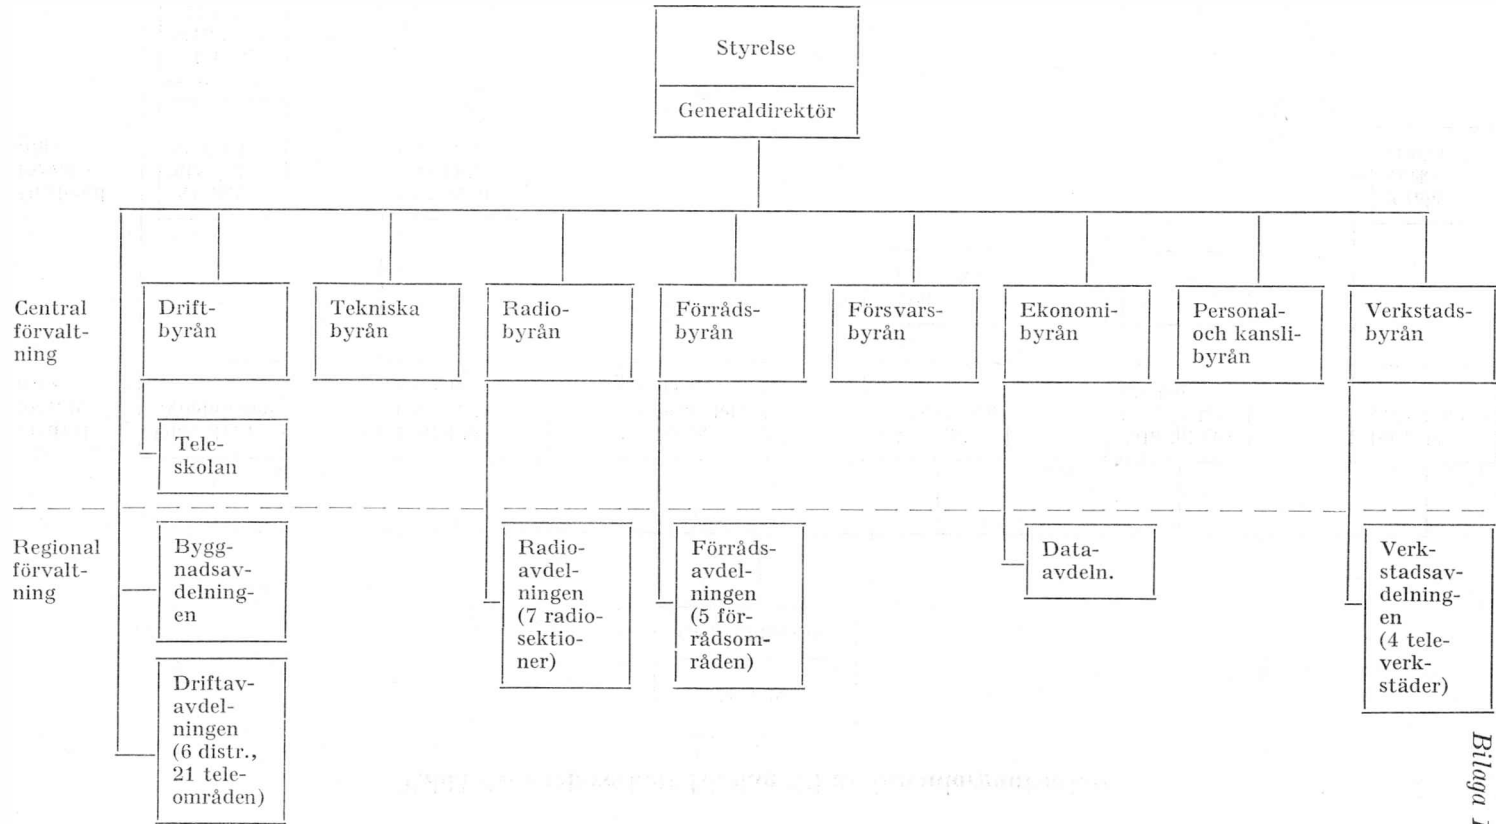 Styrelse
Generaldirektör
Central
förvalt-
ning
Drift-
byrån
Tekniska
byrån
Radio-
byrån
Förråds-
byrån
Försvars-
byrån
Ekonomi-
byrån
Personal-
och kansli-
byrån
Verkstads-
byrån
Tele-
skolan
Regional
förvalt-
ning
Bygg-
nadsav-
delning-
en
Driftav-
avdel-
ningen
(6 distr.,
21 tele-
områden)
Radio-
avdel-
ningen
(7 radio-
sektio-
ner)
Förråds-
avdel-
ningen
(5 för-
rådsom-
råden)
Data-
avdeln.
Verk-
stadsav-
delning-
en
(4 tele-
verk-
städer)
Bilaga